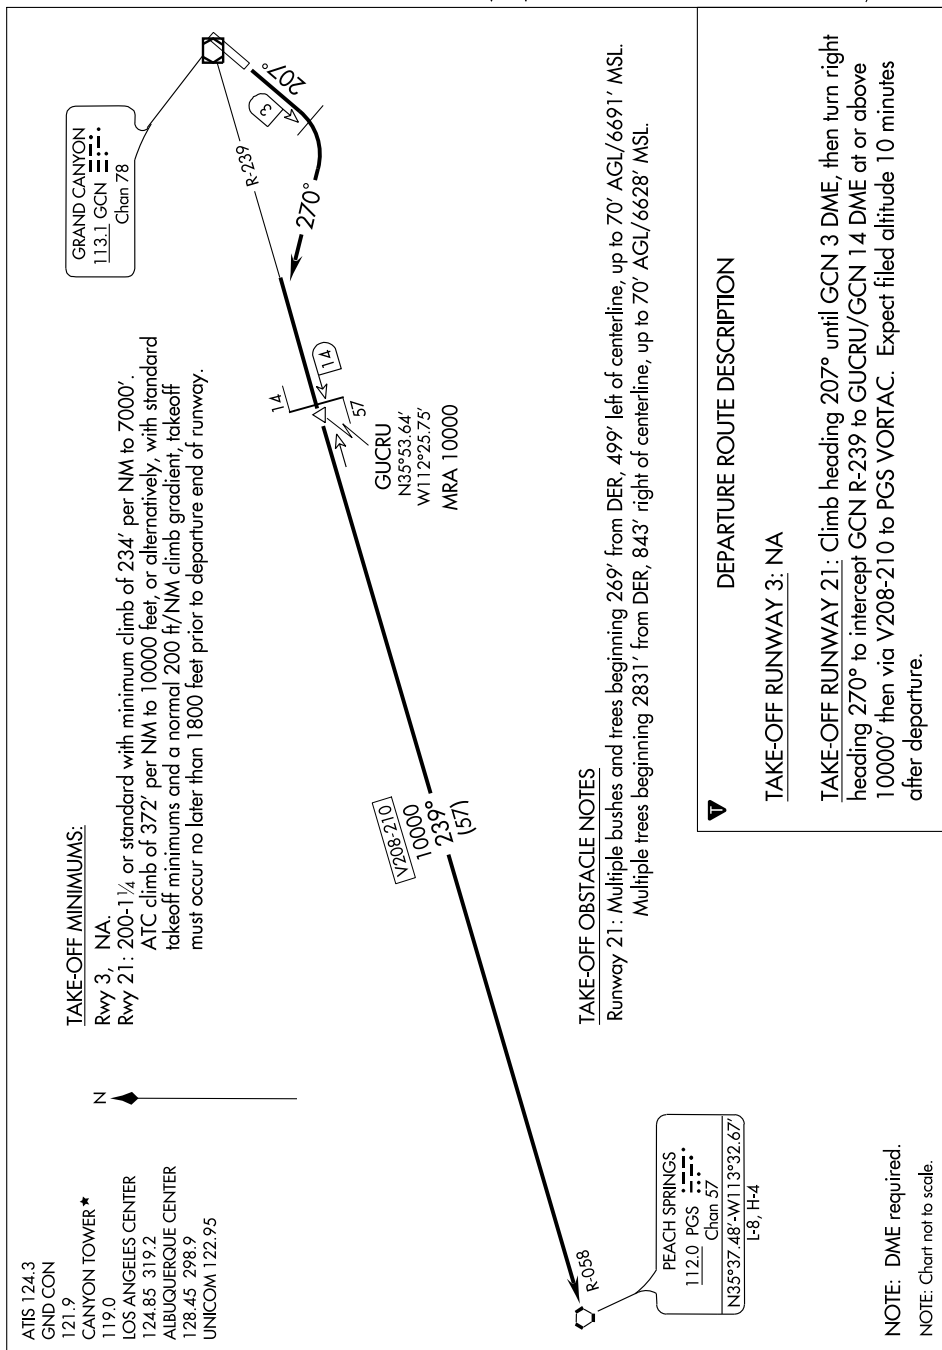 ATIS 124.3
GND CON
121.9
CANYON TOWER★
119.0
LOS ANGELES CENTER
124.85 319.2
ALBUQUERQUE CENTER
128.45 298.9
UNICOM 122.95
N
TAKE-OFF MINIMUMS:
Rwy 3, NA.
Rwy 21: 200-1¼ or standard with minimum climb of 234' per NM to 7000'.
ATC climb of 372' per NM to 10000 feet, or alternatively, with standard
takeoff minimums and a normal 200 ft/NM climb gradient, takeoff
must occur no later than 1800 feet prior to departure end of runway.
GRAND CANYON
113.1 GCN
Chan 78
207°
3
R-239
270°
14
14
57
GUCRU
N35°53.64'
W112°25.75'
MRA 10000
V208-210
10000
239°
(57)
R-058
PEACH SPRINGS
112.0 PGS
Chan 57
N35°37.48'-W113°32.67'
L-8, H-4
TAKE-OFF OBSTACLE NOTES
Runway 21: Multiple bushes and trees beginning 269' from DER, 499' left of centerline, up to 70' AGL/6691' MSL.
Multiple trees beginning 2831' from DER, 843' right of centerline, up to 70' AGL/6628' MSL.
NOTE: DME required.
NOTE: Chart not to scale.
T
DEPARTURE ROUTE DESCRIPTION
TAKE-OFF RUNWAY 3: NA
TAKE-OFF RUNWAY 21: Climb heading 207° until GCN 3 DME, then turn right
heading 270° to intercept GCN R-239 to GUCRU/GCN 14 DME at or above
10000' then via V208-210 to PGS VORTAC. Expect filed altitude 10 minutes
after departure.